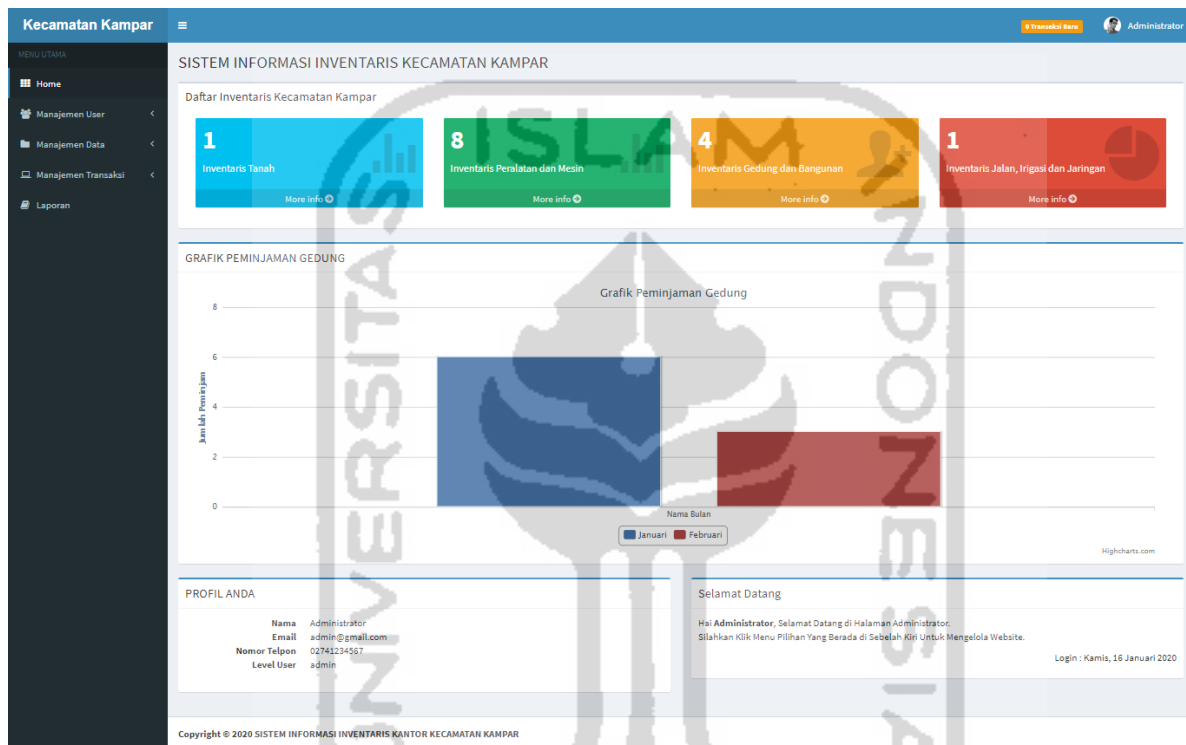 Kecamatan Kampar
0 Transaksi Baru
Administrator
MENU UTAMA
Home
Manajemen User
Manajemen Data
Manajemen Transaksi
Laporan
SISTEM INFORMASI INVENTARIS KECAMATAN KAMPAR
Daftar Inventaris Kecamatan Kampar
1
Inventaris Tanah
More info
8
Inventaris Peralatan dan Mesin
More info
4
Inventaris Gedung dan Bangunan
More info
1
Inventaris Jalan, Irigasi dan Jaringan
More info
GRAFIK PEMINJAMAN GEDUNG
Grafik Peminjaman Gedung
Jumlah Peminjam
8
6
4
2
0
Nama Bulan
Januari Februari
Highcharts.com
PROFIL ANDA
Nama Administrator
Email admin@gmail.com
Nomor Telpon 02741234567
Level User admin
Selamat Datang
Hai Administrator, Selamat Datang di Halaman Administrator.
Silahkan Klik Menu Pilihan Yang Berada di Sebelah Kiri Untuk Mengelola Website.
Login : Kamis, 16 Januari 2020
Copyright © 2020 SISTEM INFORMASI INVENTARIS KANTOR KECAMATAN KAMPAR
ISLAM
UNIVERSITAS
INDONESIA